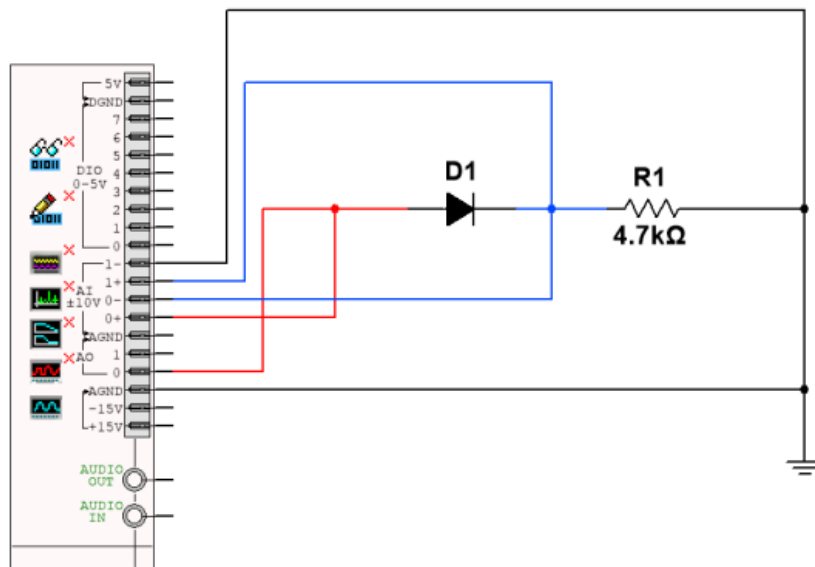 5V
DGND
7
6
5
4
DIO
0-5V
3
2
1
0
1-
1+
AI
±10V
0-
0+
AGND
AO
1
0
AGND
-15V
+15V
AUDIO
OUT
AUDIO
IN
D1
R1
4.7kΩ